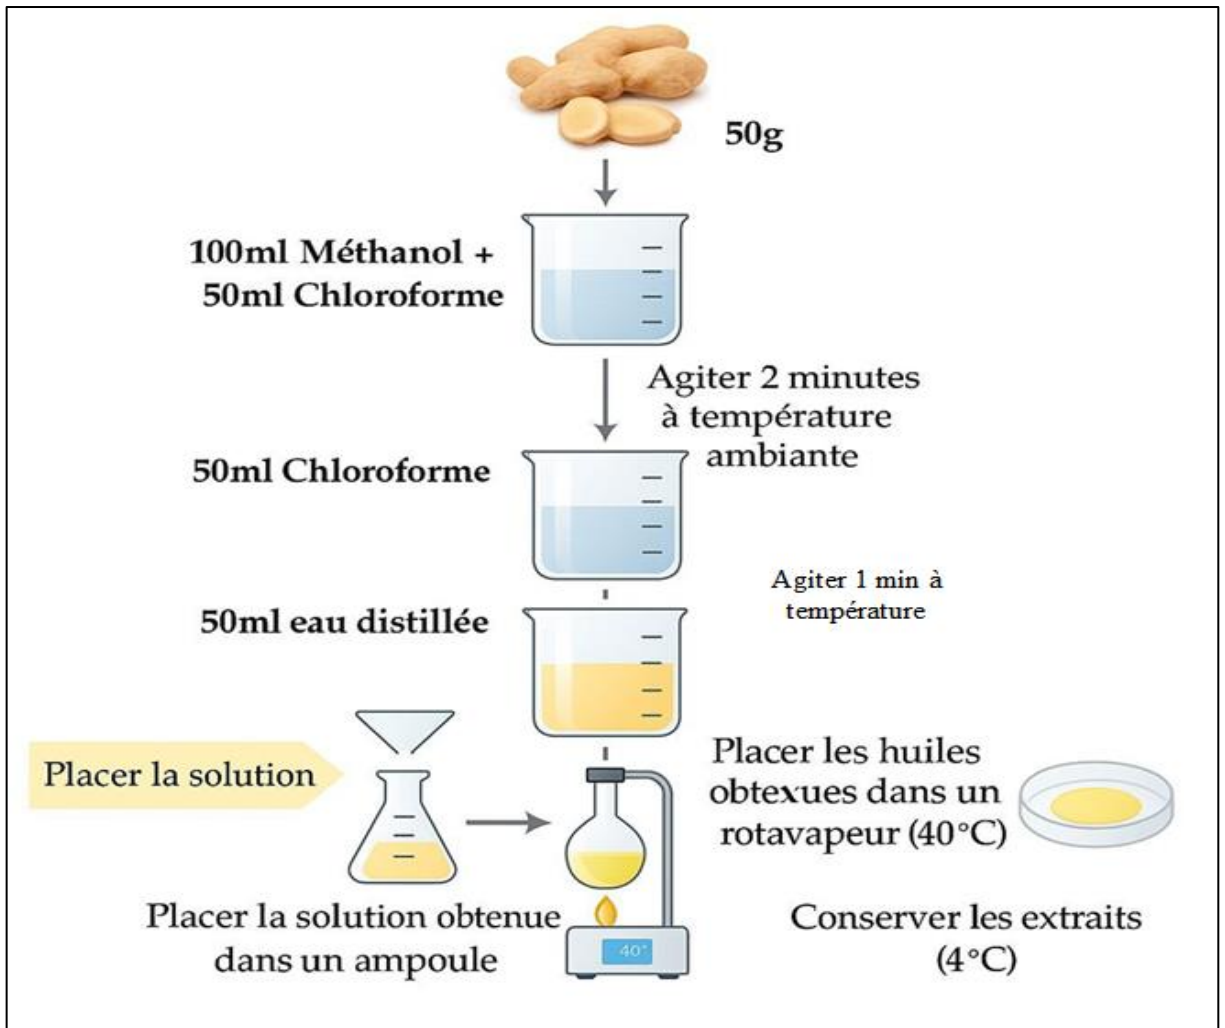 50g
100ml Méthanol +
50ml Chloroforme
Agiter 2 minutes
à température
ambiante
50ml Chloroforme
Agiter 1 min à
température
50ml eau distillée
Placer la solution
Placer les huiles
obtexues dans un
rotavapeur (40°C)
Placer la solution obtenue
dans un ampoule
40°
Conserver les extraits
(4°C)